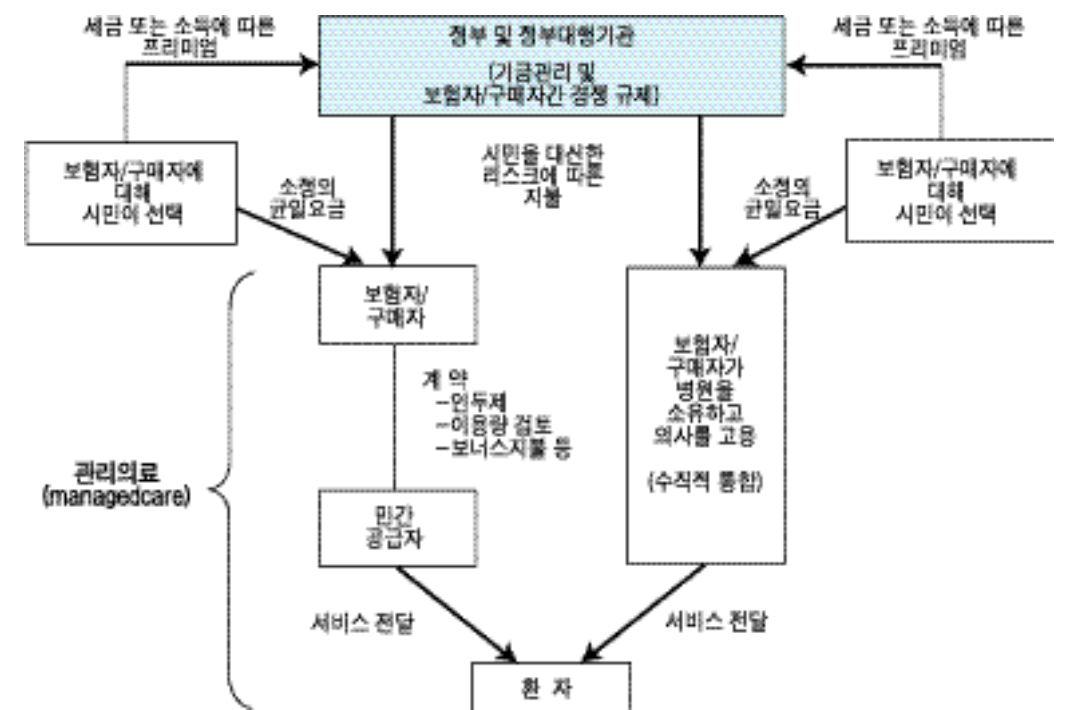 세금 또는 소득에 따른
프리미엄
정부 및 정부대행기관
(기금관리 및
보험자/구매자간 경쟁 규제)
세금 또는 소득에 따른
프리미엄
보험자/구매자에
대해
시민이 선택
소정의
균일요금
시민을 대신한
리스크에 따른
지불
소정의
균일요금
보험자/구매자에
대해
시민이 선택
보험자/
구매자
계 약
-인두제
-이용량 검토
-보너스지불 등
보험자/
구매자가
병원을
소유하고
의사를 고용
(수직적 통합)
관리의료
(managedcare)
민간
공급자
서비스 전달
서비스 전달
환 자